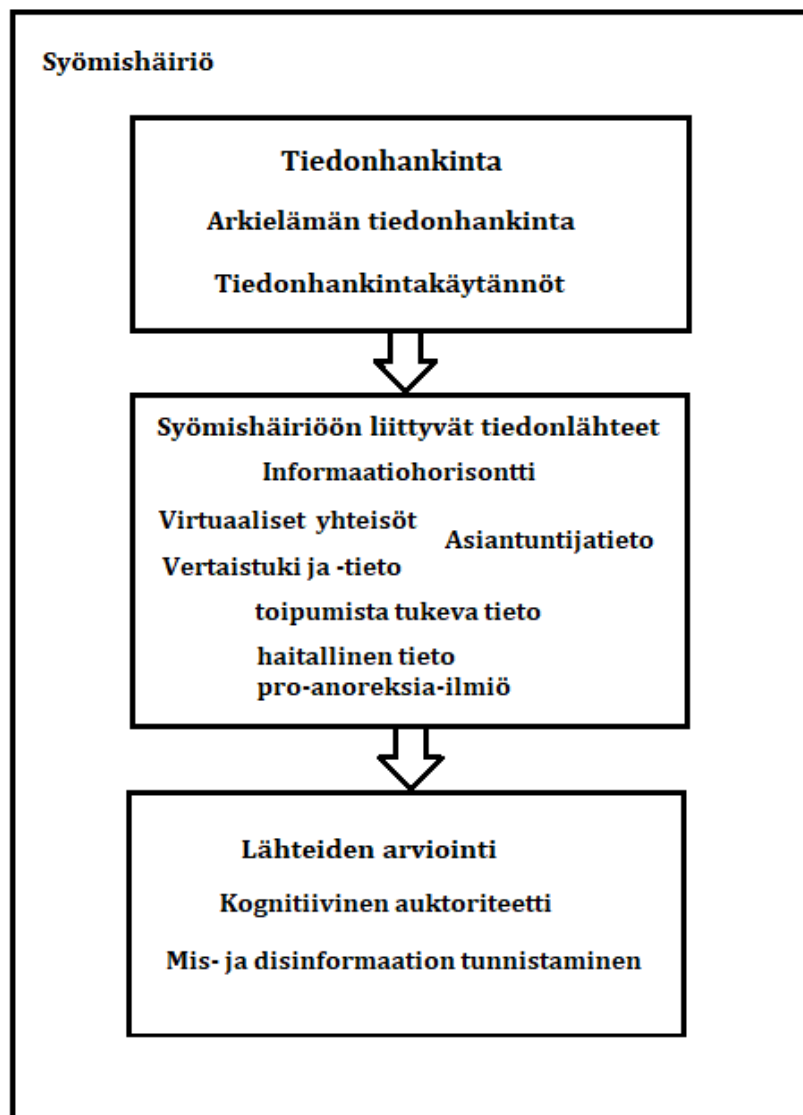 Syömishäiriö
Tiedonhankinta
Arkielämän tiedonhankinta
Tiedonhankintakäytännöt
Syömishäiriöön liittyvät tiedonlähteet
Informaatiohorisontti
Virtuaaliset yhteisöt
Asiantuntijatieto
Vertaistuki ja -tieto
toipumista tukeva tieto
haitallinen tieto
pro-anoreksia-ilmiö
Lähteiden arviointi
Kognitiivinen auktoriteetti
Mis- ja disinformaation tunnistaminen